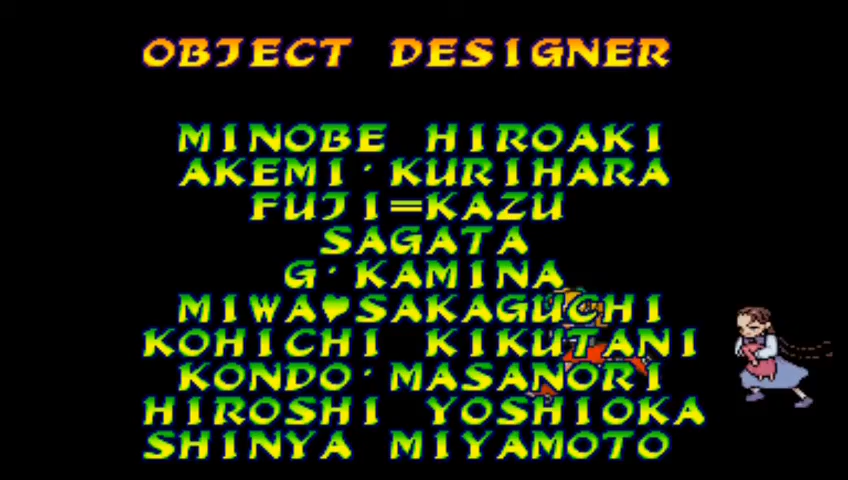 OBJECT DESIGNER
MINOBE HIROAKI
AKEMI·KURIHARA
FUJI=KAZU
SAGATA
G·KAMINA
MIWA♥SAKAGUCHI
KOHICHI KIKUTANI
KONDO·MASANORI
HIROSHI YOSHIOKA
SHINYA MIYAMOTO